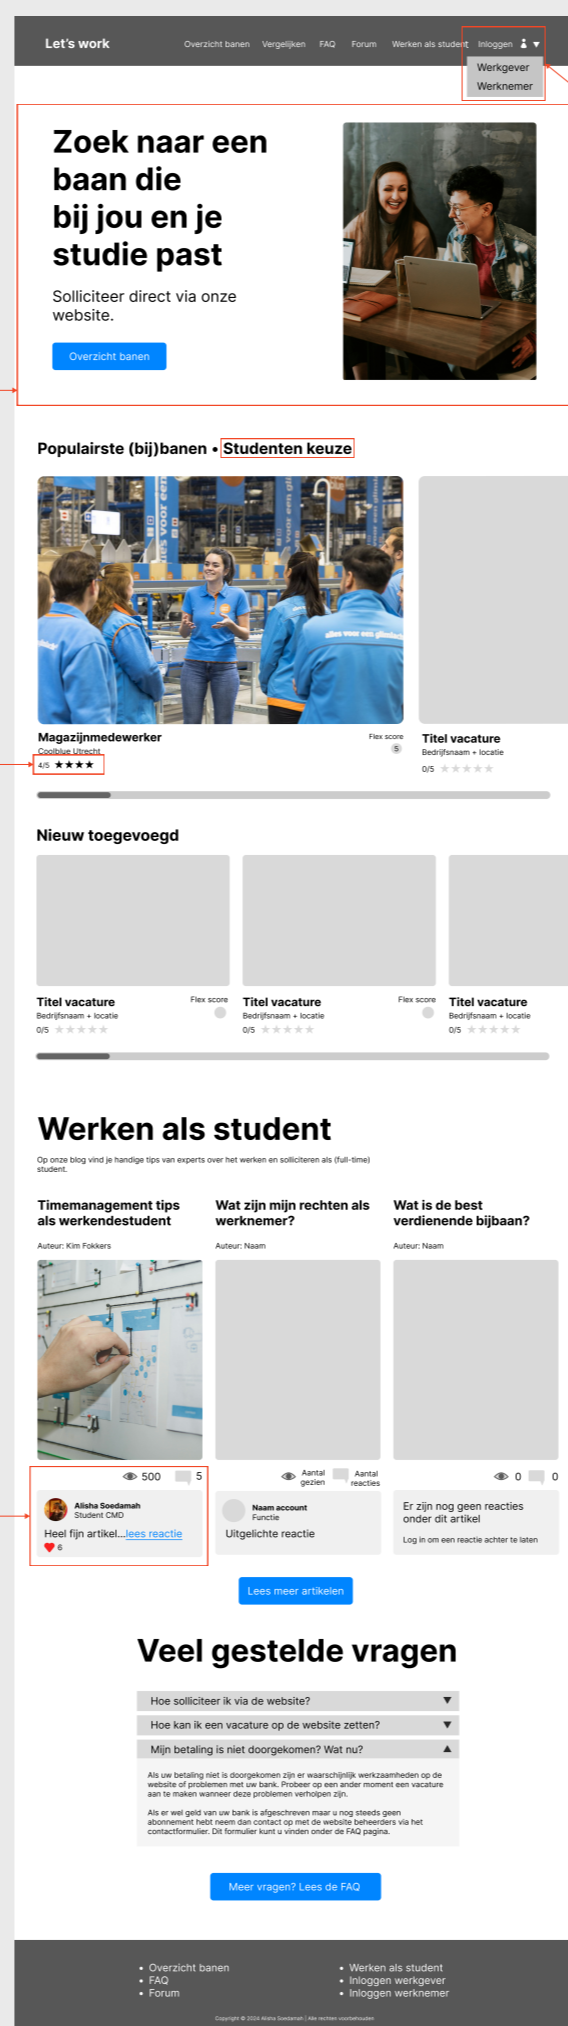 Let's work
Overzicht banen
Vergelijken
FAQ
Forum
Werken als student
Inloggen
Werkgever
Werknemer
Zoek naar een
baan die
bij jou en je
studie past
Solliciteer direct via onze
website.
Overzicht banen
Populairste (bij)banen • Studenten keuze
alles voor een glimlach
Magazijnmedewerker
Coolblue Utrecht
4/5 ★★★★
Flex score
5
Titel vacature
Bedrijfsnaam + locatie
0/5 ★★★★★
Nieuw toegevoegd
Titel vacature
Bedrijfsnaam + locatie
0/5 ★★★★★
Flex score
Titel vacature
Bedrijfsnaam + locatie
0/5 ★★★★★
Flex score
Titel vacature
Bedrijfsnaam + locatie
0/5 ★★★★★
Werken als student
Op onze blog vind je handige tips van experts over het werken en solliciteren als (full-time)
student.
Timemanagement tips
als werkendestudent
Auteur: Kim Fokkers
500
5
Alisha Soedamah
Student CMD
Heel fijn artikel...lees reactie
6
Wat zijn mijn rechten als
werknemer?
Auteur: Naam
Aantal
gezien
Aantal
reacties
Naam account
Functie
Uitgelichte reactie
Wat is de best
verdienende bijbaan?
Auteur: Naam
0
0
Er zijn nog geen reacties
onder dit artikel
Log in om een reactie achter te laten
Lees meer artikelen
Veel gestelde vragen
Hoe solliciteer ik via de website?
Hoe kan ik een vacature op de website zetten?
Mijn betaling is niet doorgekomen? Wat nu?
Als uw betaling niet is doorgekomen zijn er waarschijnlijk werkzaamheden op de
website of problemen met uw bank. Probeer op een ander moment een vacature
aan te maken wanneer deze problemen verholpen zijn.
Als er wel geld van uw bank is afgeschreven maar u nog steeds geen
abonnement hebt neem dan contact op met de website beheerders via het
contactformulier. Dit formulier kunt u vinden onder de FAQ pagina.
Meer vragen? Lees de FAQ
• Overzicht banen
• FAQ
• Forum
• Werken als student
• Inloggen werkgever
• Inloggen werknemer
Copyright © 2024 Alisha Soedamah | Alle rechten voorbehouden